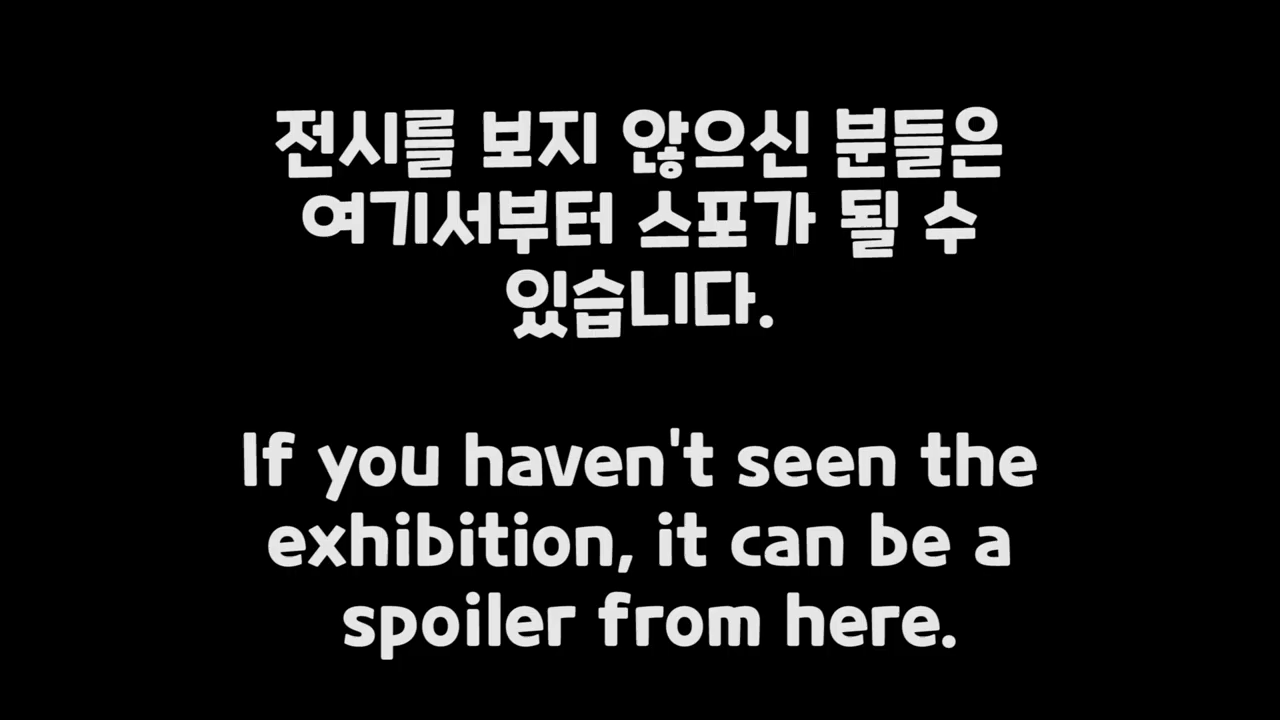 전시를 보지 않으신 분들은
여기서부터 스포가 될 수
있습니다.
If you haven't seen the
exhibition, it can be a
spoiler from here.